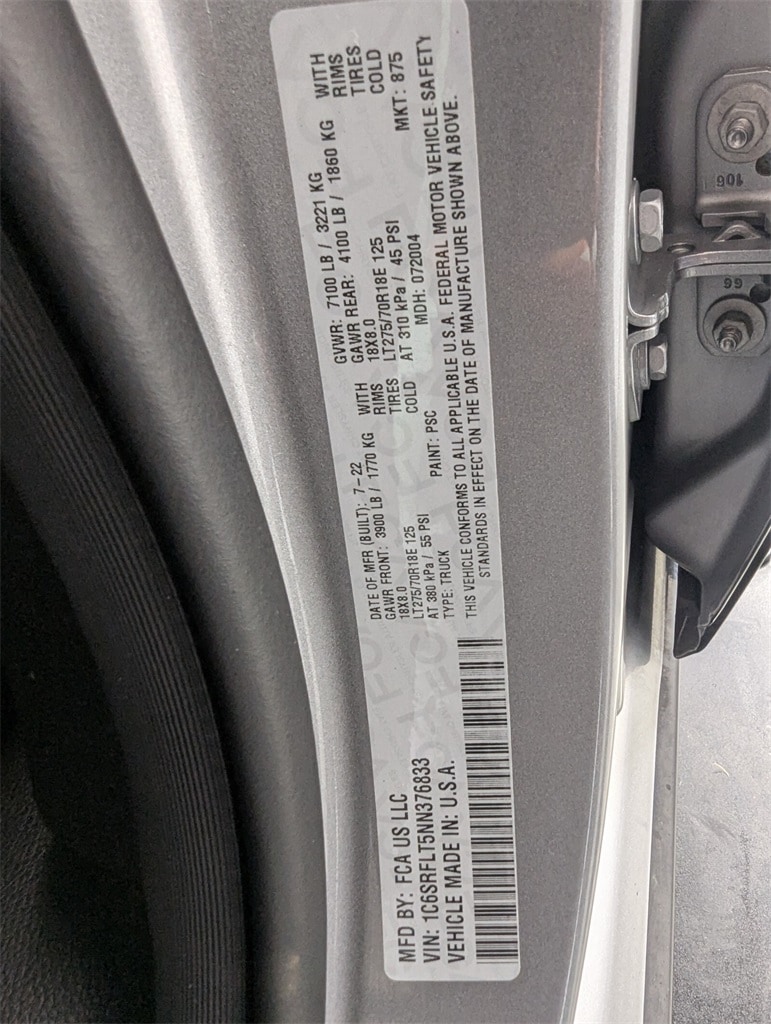 MFD BY: FCA US LLC
VIN: 1C6SRFLT5NN376833
VEHICLE MADE IN: U.S.A.
DATE OF MFR (BUILT): 7-22
GAWR FRONT: 3900 LB / 1770 KG WITH
18X8.0 RIMS
LT275/70R18E 125 TIRES
AT 380 kPa / 55 PSI COLD
TYPE: TRUCK PAINT: PSC
GVWR: 7100 LB / 3221 KG
GAWR REAR: 4100 LB / 1860 KG WITH
18X8.0 RIMS
LT275/70R18E 125 TIRES
AT 310 kPa / 45 PSI COLD
MDH: 072004 MKT: 875
THIS VEHICLE CONFORMS TO ALL APPLICABLE U.S.A. FEDERAL MOTOR VEHICLE SAFETY
STANDARDS IN EFFECT ON THE DATE OF MANUFACTURE SHOWN ABOVE.
106
GG